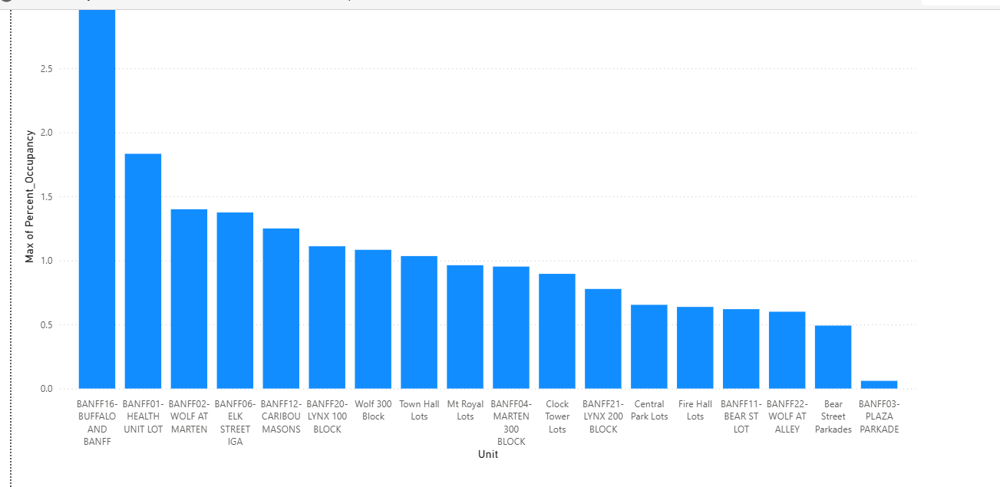 2.5
2.0
1.5
1.0
0.5
0.0
Max of Percent_Occupancy
BANFF16-
BUFFALO
AND
BANFF
BANFF01-
HEALTH
UNIT LOT
BANFF02-
WOLF AT
MARTEN
BANFF06-
ELK
STREET
IGA
BANFF12-
CARIBOU
MASONS
BANFF20-
LYNX 100
BLOCK
Wolf 300
Block
Town Hall
Lots
Mt Royal
Lots
BANFF04-
MARTEN
300
BLOCK
Clock
Tower
Lots
BANFF21-
LYNX 200
BLOCK
Central
Park Lots
Fire Hall
Lots
BANFF11-
BEAR ST
LOT
BANFF22-
WOLF AT
ALLEY
Bear
Street
Parkades
BANFF03-
PLAZA
PARKADE
Unit